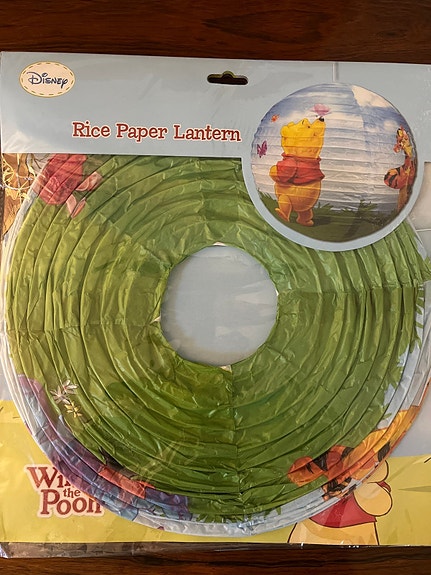 Disney
Rice Paper Lantern
Winnie
the
Pooh